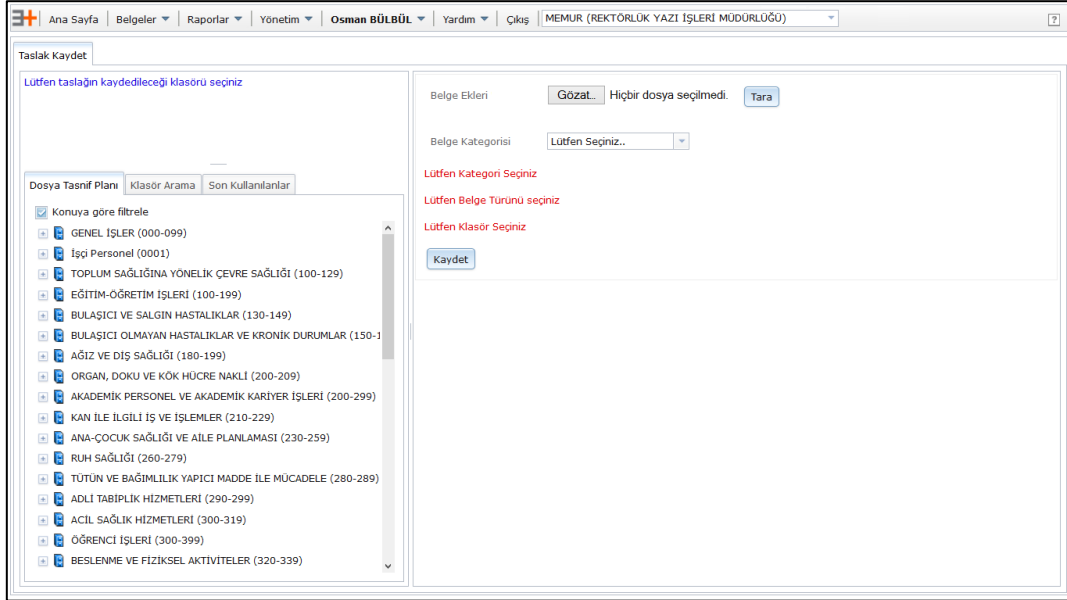 Ana Sayfa Belgeler Raporlar Yönetim Osman BÜLBÜL Yardım Çıkış MEMUR (REKTÖRLÜK YAZI İŞLERİ MÜDÜRLÜĞÜ) ?
Taslak Kaydet
Lütfen taslağın kaydedileceği klasörü seçiniz
Dosya Tasnif Planı Klasör Arama Son Kullanılanlar
Konuya göre filtrele
GENEL İŞLER (000-099)
İşçi Personel (0001)
TOPLUM SAĞLIĞINA YÖNELİK ÇEVRE SAĞLIĞI (100-129)
EĞİTİM-ÖĞRETİM İŞLERİ (100-199)
BULAŞICI VE SALGIN HASTALIKLAR (130-149)
BULAŞICI OLMAYAN HASTALIKLAR VE KRONİK DURUMLAR (150-1
AĞIZ VE DİŞ SAĞLIĞI (180-199)
ORGAN, DOKU VE KÖK HÜCRE NAKLİ (200-209)
AKADEMİK PERSONEL VE AKADEMİK KARİYER İŞLERİ (200-299)
KAN İLE İLGİLİ İŞ VE İŞLEMLER (210-229)
ANA-ÇOCUK SAĞLIĞI VE AİLE PLANLAMASI (230-259)
RUH SAĞLIĞI (260-279)
TÜTÜN VE BAĞIMLILIK YAPICI MADDE İLE MÜCADELE (280-289)
ADLİ TABİPLİK HİZMETLERİ (290-299)
ACİL SAĞLIK HİZMETLERİ (300-319)
ÖĞRENCİ İŞLERİ (300-399)
BESLENME VE FİZİKSEL AKTİVİTELER (320-339)
Belge Ekleri Gözat.. Hiçbir dosya seçilmedi. Tara
Belge Kategorisi Lütfen Seçiniz..
Lütfen Kategori Seçiniz
Lütfen Belge Türünü seçiniz
Lütfen Klasör Seçiniz
Kaydet